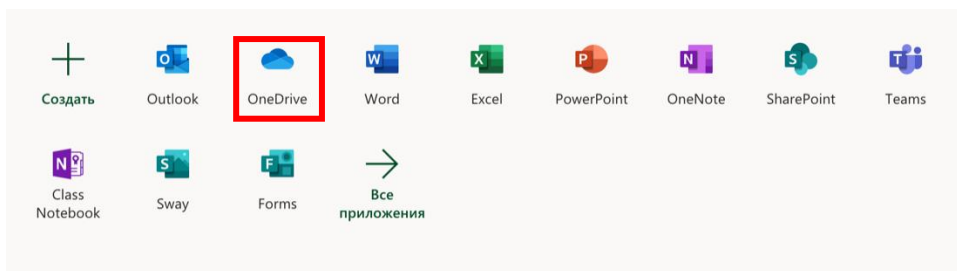 Создать
Outlook
OneDrive
Word
Excel
PowerPoint
OneNote
SharePoint
Teams
Class
Notebook
Sway
Forms
Все
приложения